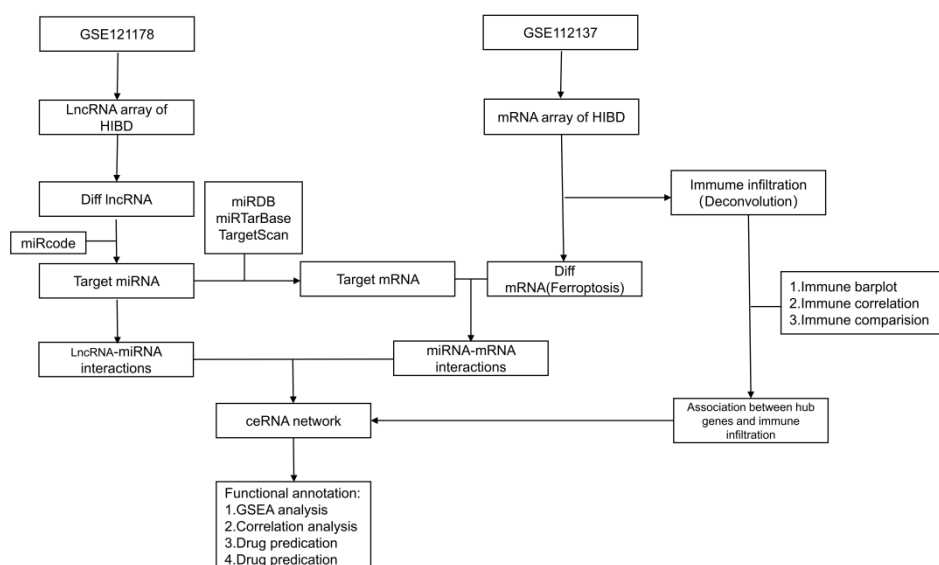 GSE121178
GSE112137
LncRNA array of
HIBD
mRNA array of HIBD
Diff lncRNA
miRDB
miRTarBase
TargetScan
Immume infiltration
(Deconvolution)
miRcode
Target miRNA
Target mRNA
Diff
mRNA(Ferroptosis)
1.Immune barplot
2.Immune correlation
3.Immune comparision
LncRNA-miRNA
interactions
miRNA-mRNA
interactions
ceRNA network
Association between hub
genes and immune
infiltration
Functional annotation:
1.GSEA analysis
2.Correlation analysis
3.Drug predication
4.Drug predication